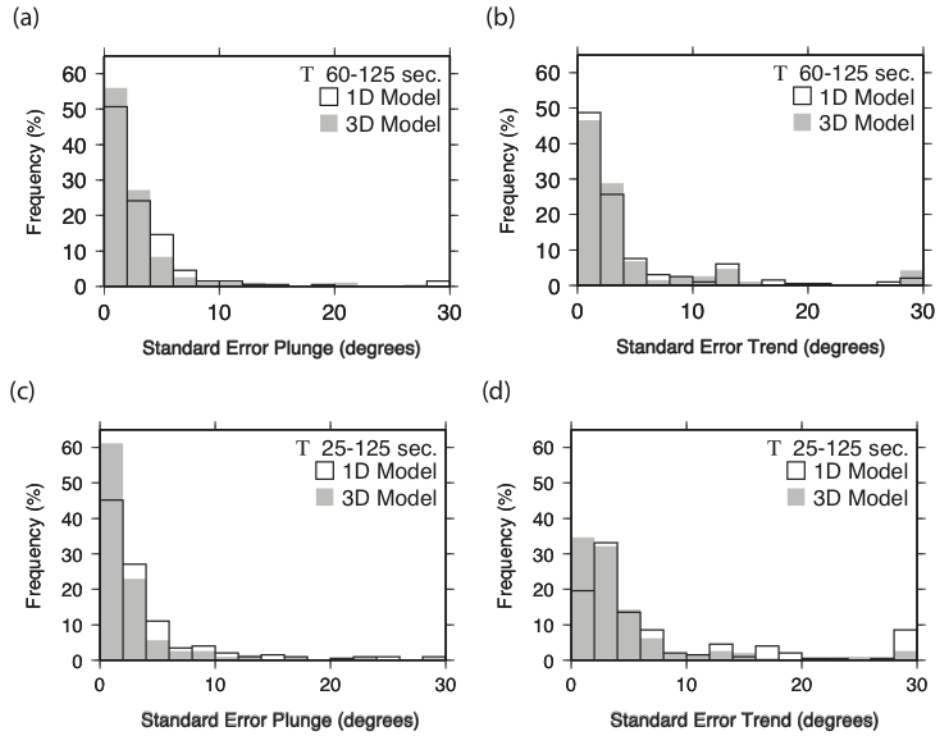 (a)
T 60-125 sec.
1D Model
3D Model
Frequency (%)
60
50
40
30
20
10
0
0 10 20 30
Standard Error Plunge (degrees)
(b)
T 60-125 sec.
1D Model
3D Model
Frequency (%)
60
50
40
30
20
10
0
0 10 20 30
Standard Error Trend (degrees)
(c)
T 25-125 sec.
1D Model
3D Model
Frequency (%)
60
50
40
30
20
10
0
0 10 20 30
Standard Error Plunge (degrees)
(d)
T 25-125 sec.
1D Model
3D Model
Frequency (%)
60
50
40
30
20
10
0
0 10 20 30
Standard Error Trend (degrees)